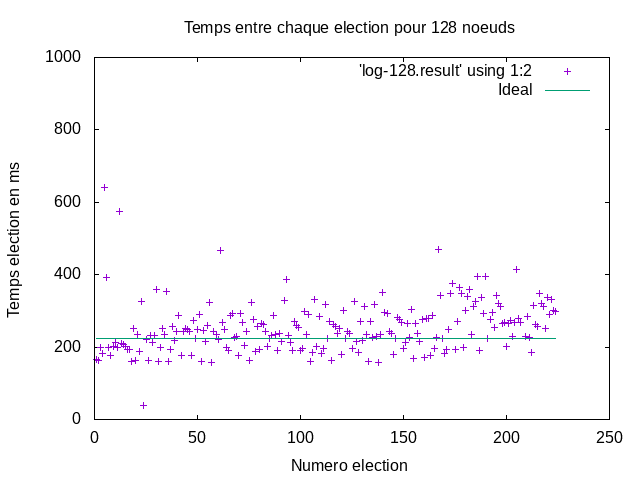 Temps entre chaque election pour 128 noeuds
'log-128.result' using 1:2
Ideal
Temps election en ms
1000
800
600
400
200
0
0 50 100 150 200 250
Numero election